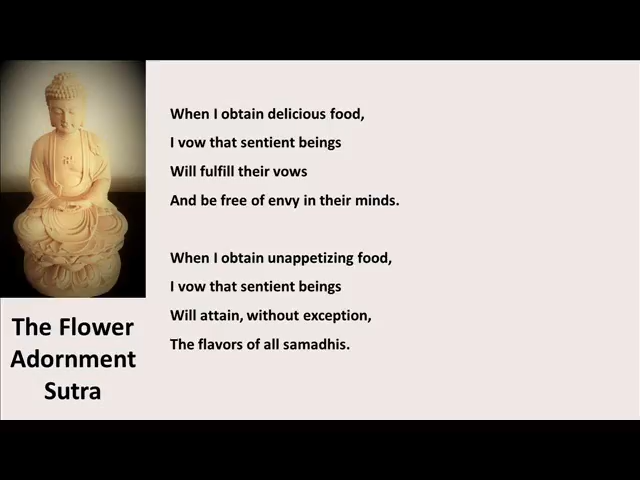 When I obtain delicious food,
I vow that sentient beings
Will fulfill their vows
And be free of envy in their minds.
When I obtain unappetizing food,
I vow that sentient beings
Will attain, without exception,
The flavors of all samadhis.
The Flower
Adornment
Sutra